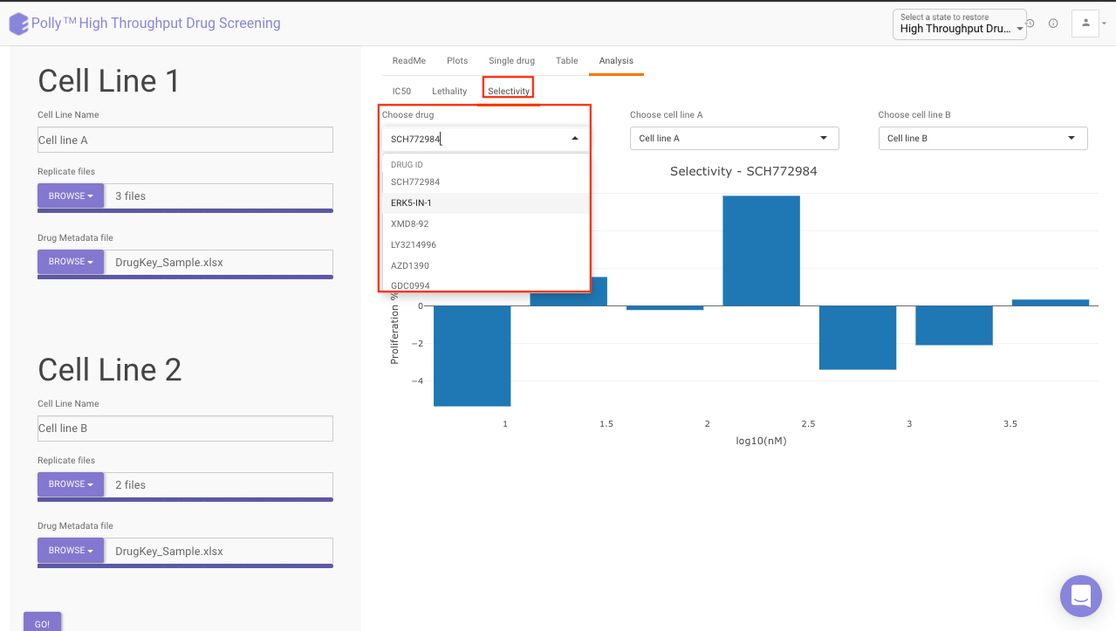 Polly™High Throughput Drug Screening
Select a state to restore
High Throughput Dru...
Cell Line 1
Cell Line Name
Cell line A
Replicate files
BROWSE
3 files
Drug Metadata file
BROWSE
DrugKey_Sample.xlsx
Cell Line 2
Cell Line Name
Cell line B
Replicate files
BROWSE
2 files
Drug Metadata file
BROWSE
DrugKey_Sample.xlsx
GO!
ReadMe Plots Single drug Table Analysis
IC50 Lethality Selectivity
Choose drug
SCH772984
DRUG ID
SCH772984
ERK5-IN-1
XMD8-92
LY3214996
AZD1390
GDC0994
Choose cell line A
Cell line A
Choose cell line B
Cell line B
Selectivity - SCH772984
Proliferation %
0
−2
−4
1 1.5 2 2.5 3 3.5
log10(nM)